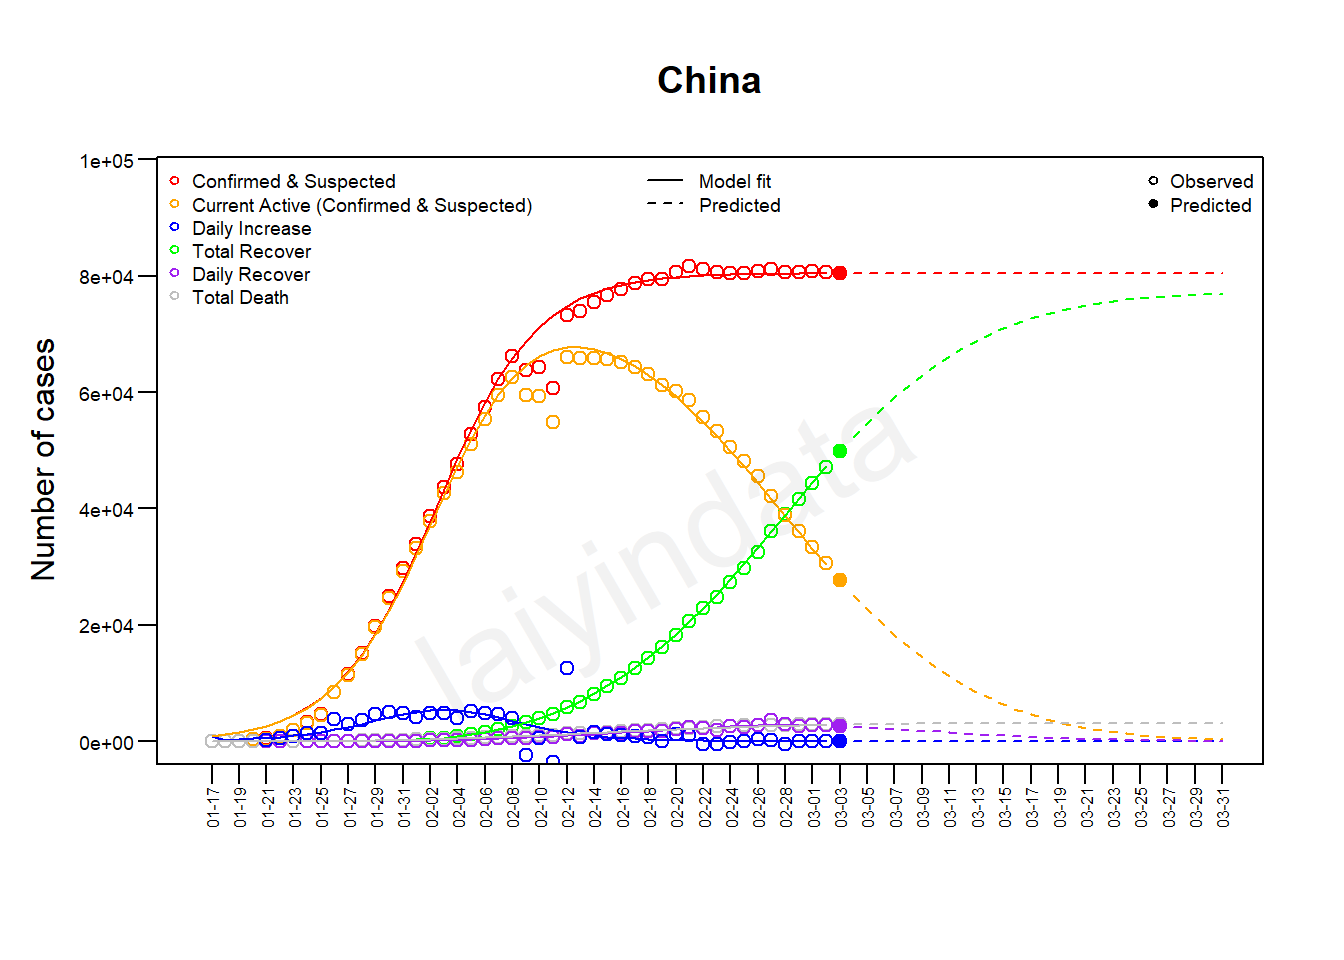 China
Number of cases
1e+05
8e+04
6e+04
4e+04
2e+04
0e+00
Confirmed & Suspected
Current Active (Confirmed & Suspected)
Daily Increase
Total Recover
Daily Recover
Total Death
Model fit
Predicted
Observed
Predicted
laiyindata
01-17
01-19
01-21
01-23
01-25
01-27
01-29
01-31
02-02
02-04
02-06
02-08
02-10
02-12
02-14
02-16
02-18
02-20
02-22
02-24
02-26
02-28
03-01
03-03
03-05
03-07
03-09
03-11
03-13
03-15
03-17
03-19
03-21
03-23
03-25
03-27
03-29
03-31